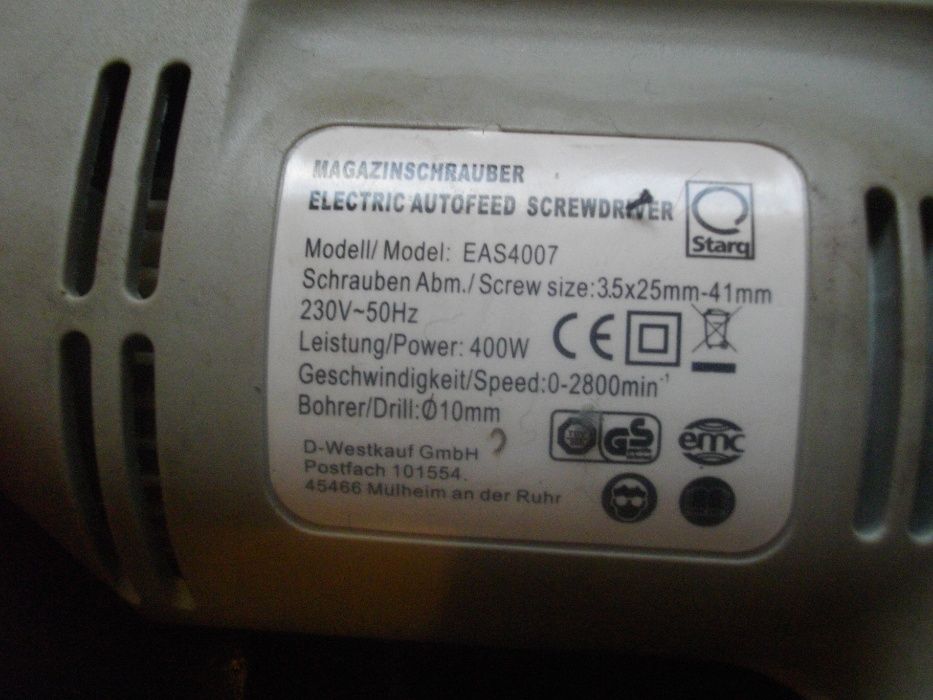 MAGAZINSCHRAUBER
ELECTRIC AUTOFEED SCREWDRIVER
Starq
Modell/ Model: EAS4007
Schrauben Abm./ Screw size:3.5x25mm-41mm
230V~50Hz
Leistung/Power: 400W
CE
Geschwindigkeit/Speed:0-2800min⁻¹
Bohrer/Drill:Ø10mm
GS
emc
D-Westkauf GmbH
Postfach 101554.
45466 Mülheim an der Ruhr